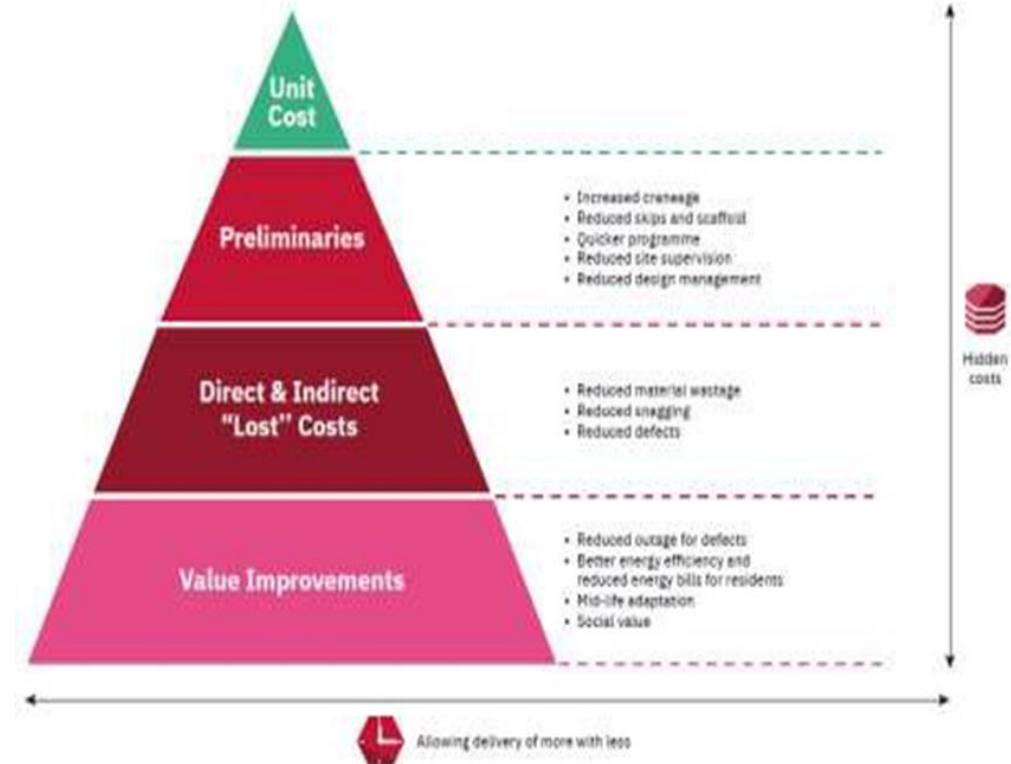 Unit
Cost
Preliminaries
• Increased craneage
• Reduced skips and scaffold
• Quicker programme
• Reduced site supervision
• Reduced design management
Direct & Indirect
“Lost” Costs
• Reduced material wastage
• Reduced snagging
• Reduced defects
Value Improvements
• Reduced outage for defects
• Better energy efficiency and
reduced energy bills for residents
• Mid-life adaptation
• Social value
Hidden
costs
Allowing delivery of more with less